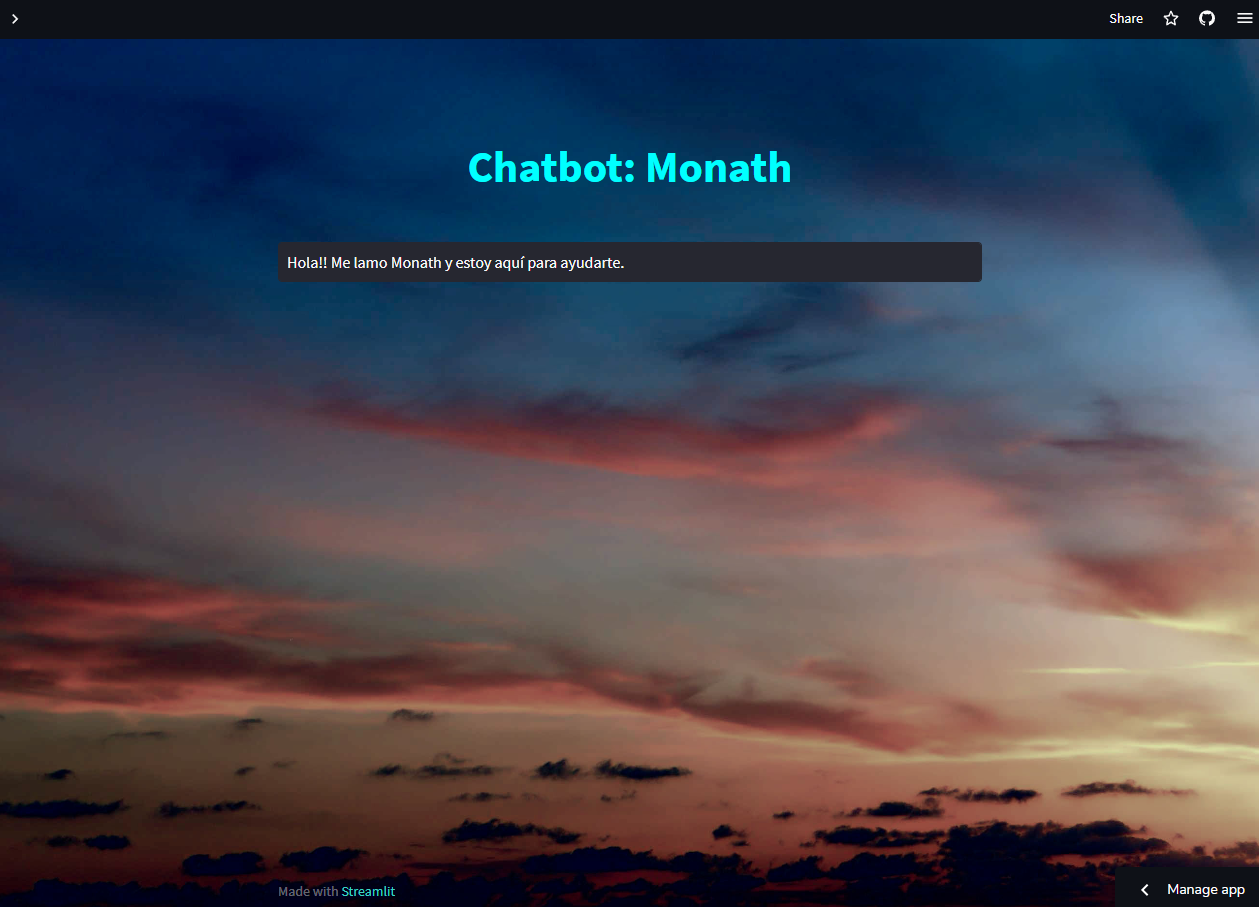 Share
Chatbot: Monath
Hola!! Me lamo Monath y estoy aquí para ayudarte.
Made with Streamlit
Manage app